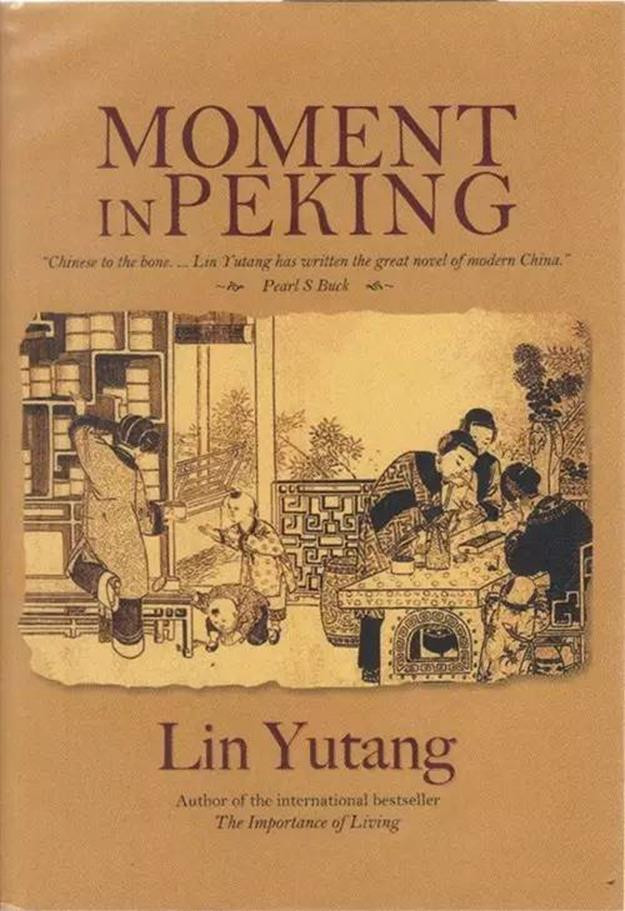 MOMENT
IN PEKING
"Chinese to the bone. ... Lin Yutang has written the great novel of modern China."
Pearl S Buck
Lin Yutang
Author of the international bestseller
The Importance of Living